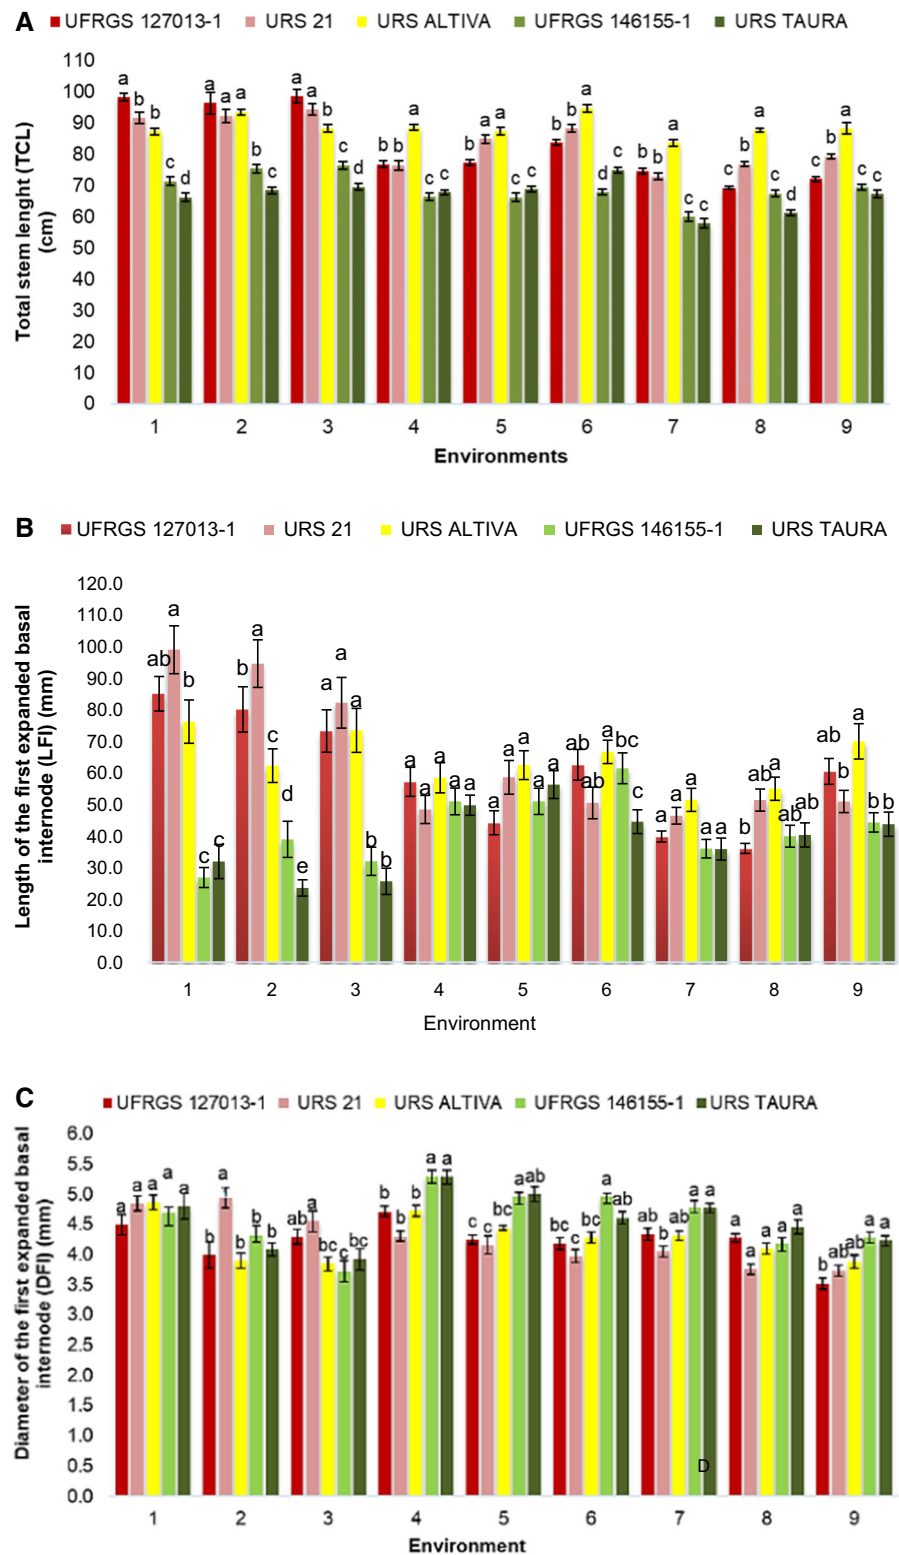 A
UFRGS 127013-1 URS 21 URS ALTIVA UFRGS 146155-1 URS TAURA
Total stem lenght (TCL)
(cm)
110
100
90
80
70
60
50
40
30
20
10
0
a b b c d a a a b c a a b c d b b a c c b a a c c b b a d c b b a c c c b a c d c b a c c
1 2 3 4 5 6 7 8 9
Environments
B
UFRGS 127013-1 URS 21 URS ALTIVA UFRGS 146155-1 URS TAURA
Length of the first expanded basal
internode (LFI) (mm)
120.0
110.0
100.0
90.0
80.0
70.0
60.0
50.0
40.0
30.0
20.0
10.0
0.0
ab a b c c b a c d e a a a b b a a a a a a a a a a ab ab a bc c a a a a a b ab a ab ab ab b a b b
1 2 3 4 5 6 7 8 9
Environment
C
UFRGS 127013-1 URS 21 URS ALTIVA UFRGS 146155-1 URS TAURA
Diameter of the first expanded basal
internode (DFI) (mm)
6.0
5.5
5.0
4.5
4.0
3.5
3.0
2.5
2.0
1.5
1.0
0.5
0.0
a a a a a b a b b b ab a bc c bc b b b a a c c bc a ab bc c bc a ab ab b ab a a a a a a a b ab ab a a
D
1 2 3 4 5 6 7 8 9
Environment